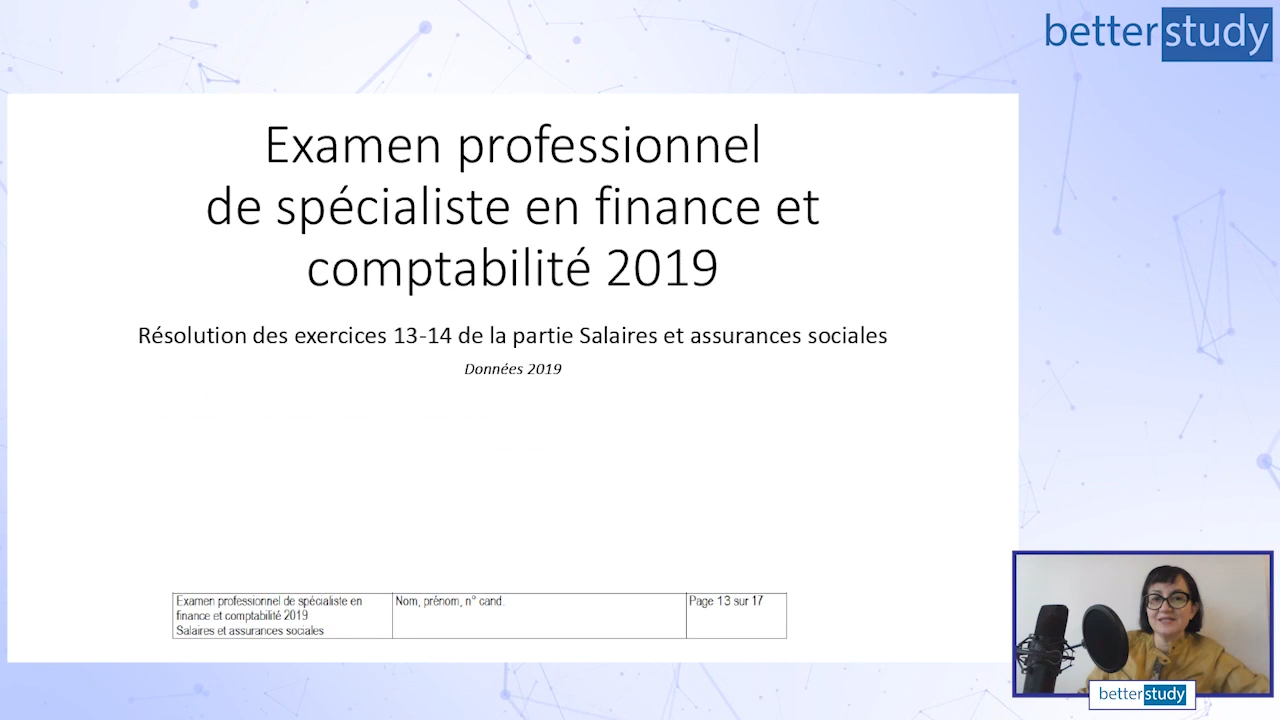 betterstudy
Examen professionnel
de spécialiste en finance et
comptabilité 2019
Résolution des exercices 13-14 de la partie Salaires et assurances sociales
Données 2019
Examen professionnel de spécialiste en
finance et comptabilité 2019
Salaires et assurances sociales
Nom, prénom, n° cand.
Page 13 sur 17
betterstudy